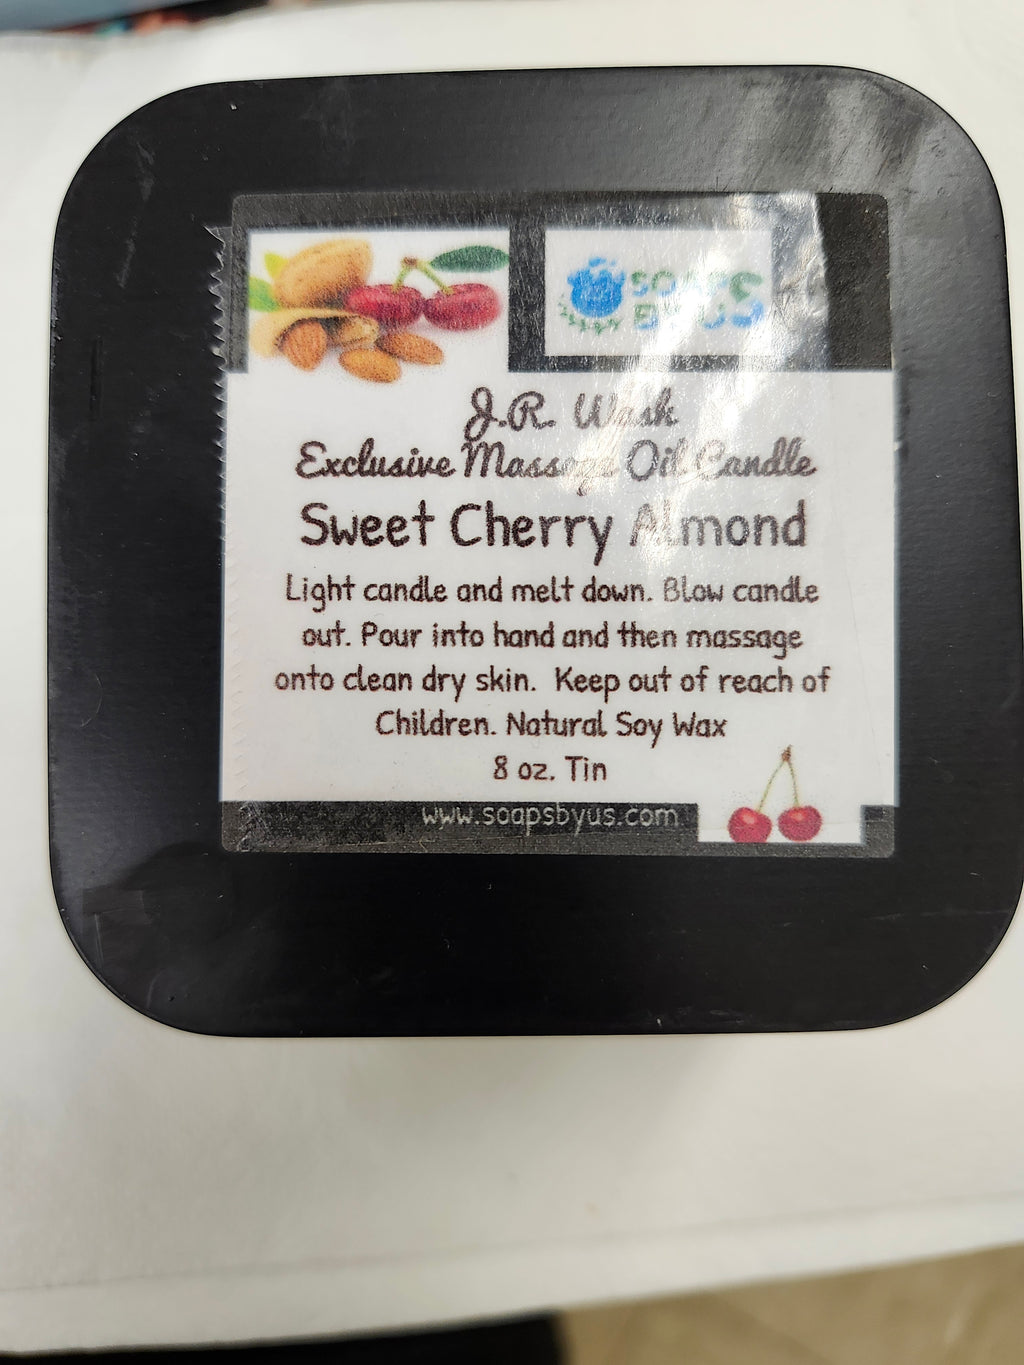 SOAPS
BY US
J.R. Wash
Exclusive Massage Oil Candle
Sweet Cherry Almond
Light candle and melt down. Blow candle
out. Pour into hand and then massage
onto clean dry skin. Keep out of reach of
Children. Natural Soy Wax
8 oz. Tin
www.soapsbyus.com